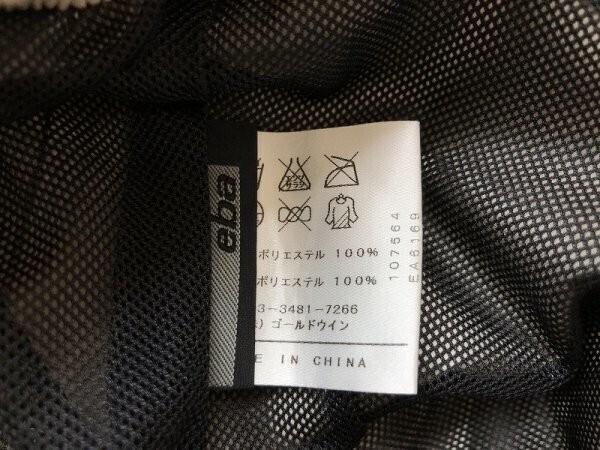 eba
ポリエステル 100%
ポリエステル 100%
3-3481-7266
) ゴールドウイン
IN CHINA
107564
EA6169